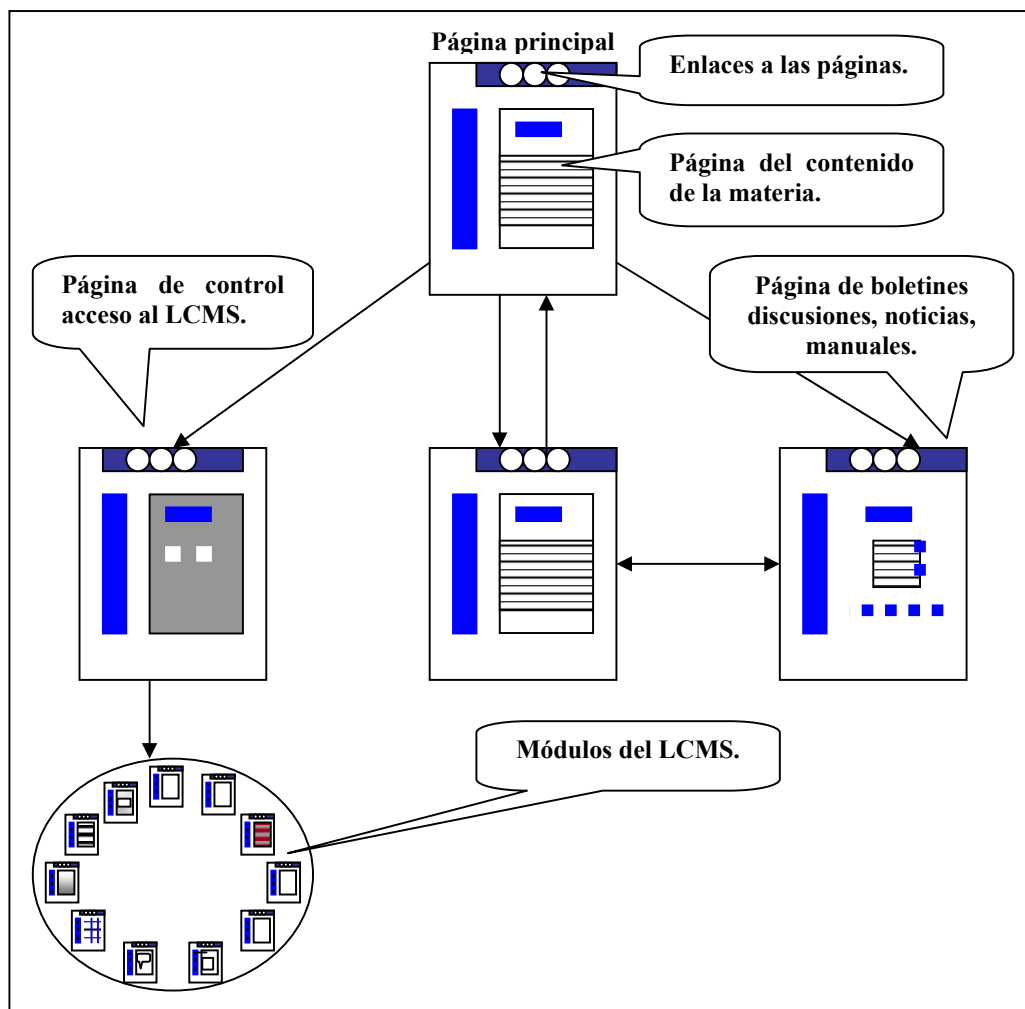 Página principal
Enlaces a las páginas.
Página del contenido
de la materia.
Página de control
acceso al LCMS.
Página de boletines
discusiones, noticias,
manuales.
Módulos del LCMS.